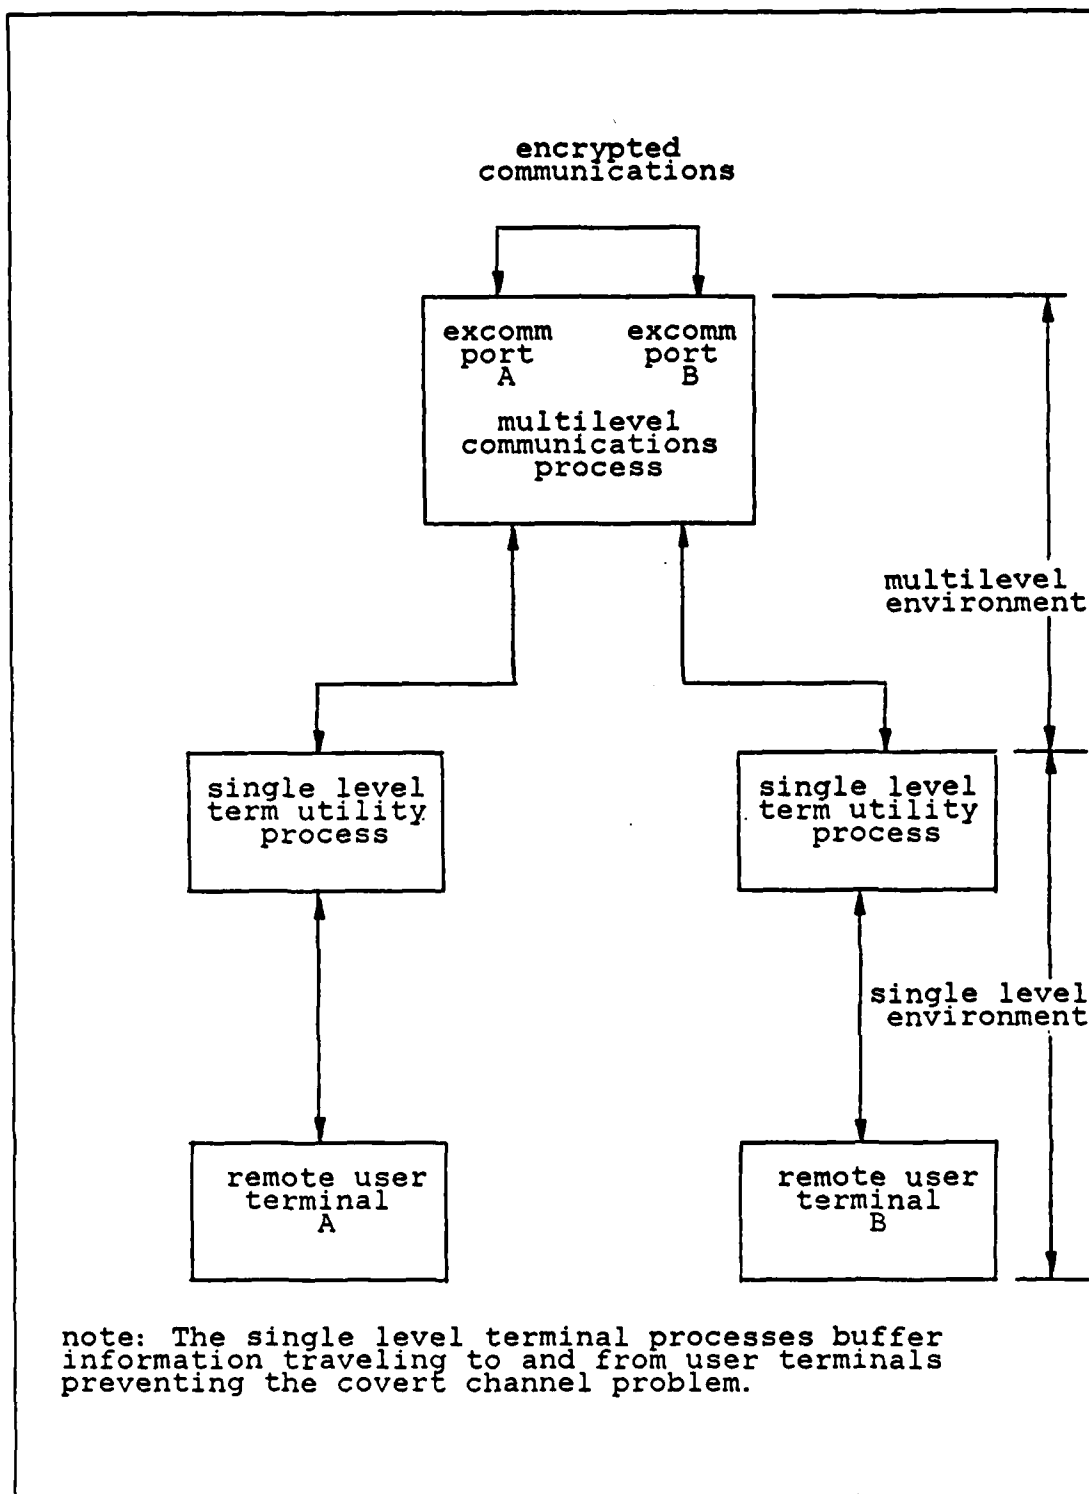 encrypted
communications
excomm
port
A
excomm
port
B
multilevel
communications
process
multilevel
environment
single level
term utility
process
single level
term utility
process
single level
environment
remote user
terminal
A
remote user
terminal
B
note: The single level terminal processes buffer
information traveling to and from user terminals
preventing the covert channel problem.